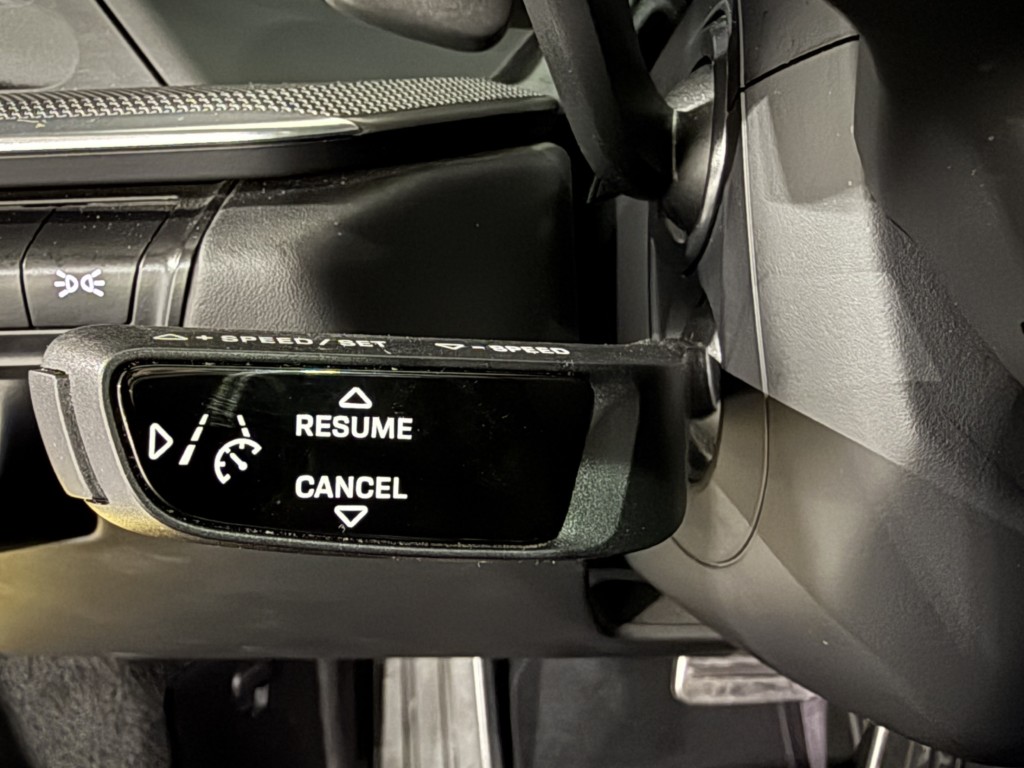 + SPEED / SET - SPEED
RESUME
CANCEL